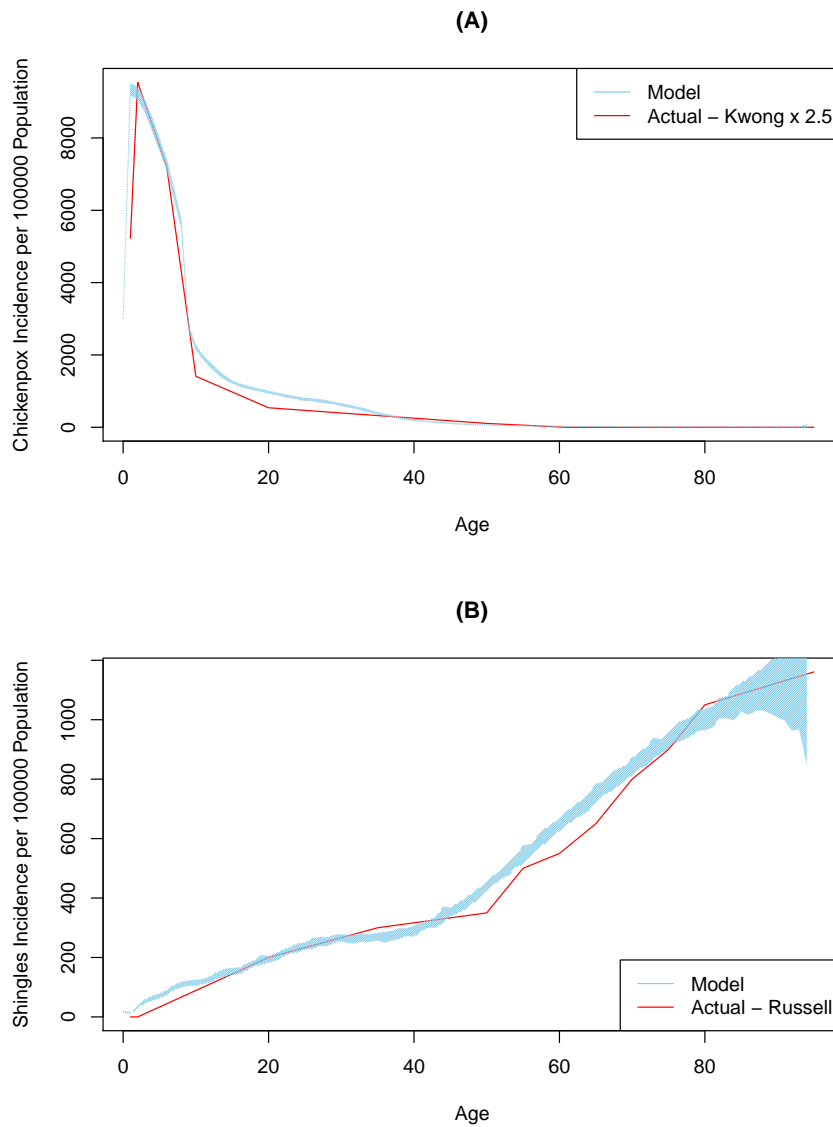 (A)
Chickenpox Incidence per 100000 Population
8000
6000
4000
2000
0
Model
Actual − Kwong x 2.5
0 20 40 60 80
Age
(B)
Shingles Incidence per 100000 Population
1000
800
600
400
200
0
Model
Actual − Russell
0 20 40 60 80
Age